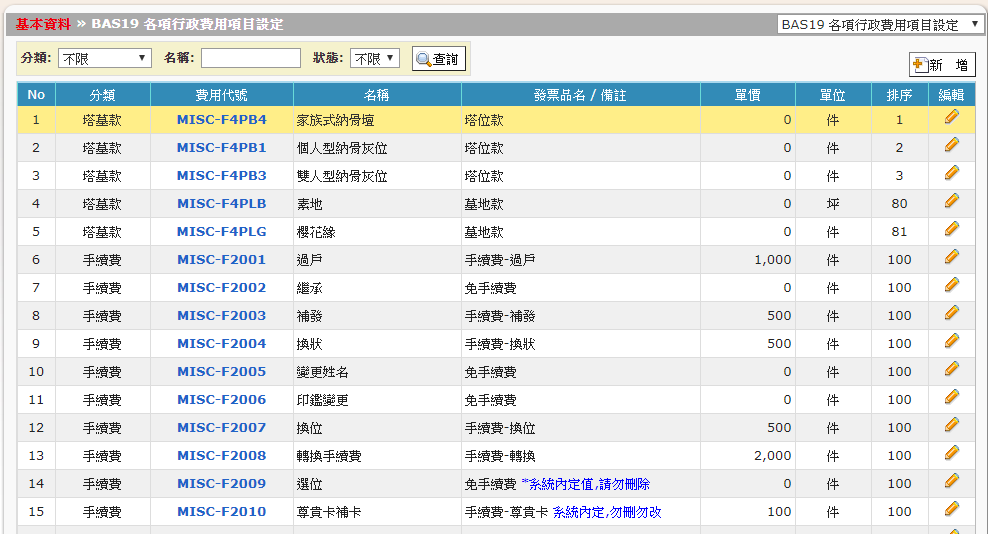 基本資料 » BAS19 各項行政費用項目設定 BAS19 各項行政費用項目設定
分類: 不限 名稱: 狀態: 不限 查詢
新 增
No 分類 費用代號 名稱 發票品名 / 備註 單價 單位 排序 編輯
1 塔墓款 MISC-F4PB4 家族式納骨壇 塔位款 0 件 1
2 塔墓款 MISC-F4PB1 個人型納骨灰位 塔位款 0 件 2
3 塔墓款 MISC-F4PB3 雙人型納骨灰位 塔位款 0 件 3
4 塔墓款 MISC-F4PLB 素地 墓地款 0 坪 80
5 塔墓款 MISC-F4PLG 櫻花緣 墓地款 0 件 81
6 手續費 MISC-F2001 過戶 手續費-過戶 1,000 件 100
7 手續費 MISC-F2002 繼承 免手續費 0 件 100
8 手續費 MISC-F2003 補發 手續費-補發 500 件 100
9 手續費 MISC-F2004 換狀 手續費-換狀 500 件 100
10 手續費 MISC-F2005 變更姓名 免手續費 0 件 100
11 手續費 MISC-F2006 印鑑變更 免手續費 0 件 100
12 手續費 MISC-F2007 換位 手續費-換位 500 件 100
13 手續費 MISC-F2008 轉換手續費 手續費-轉換 2,000 件 100
14 手續費 MISC-F2009 選位 免手續費 *系統內定值,請勿刪除 0 件 100
15 手續費 MISC-F2010 尊貴卡補卡 手續費-尊貴卡 系統內定,勿刪勿改 100 件 100